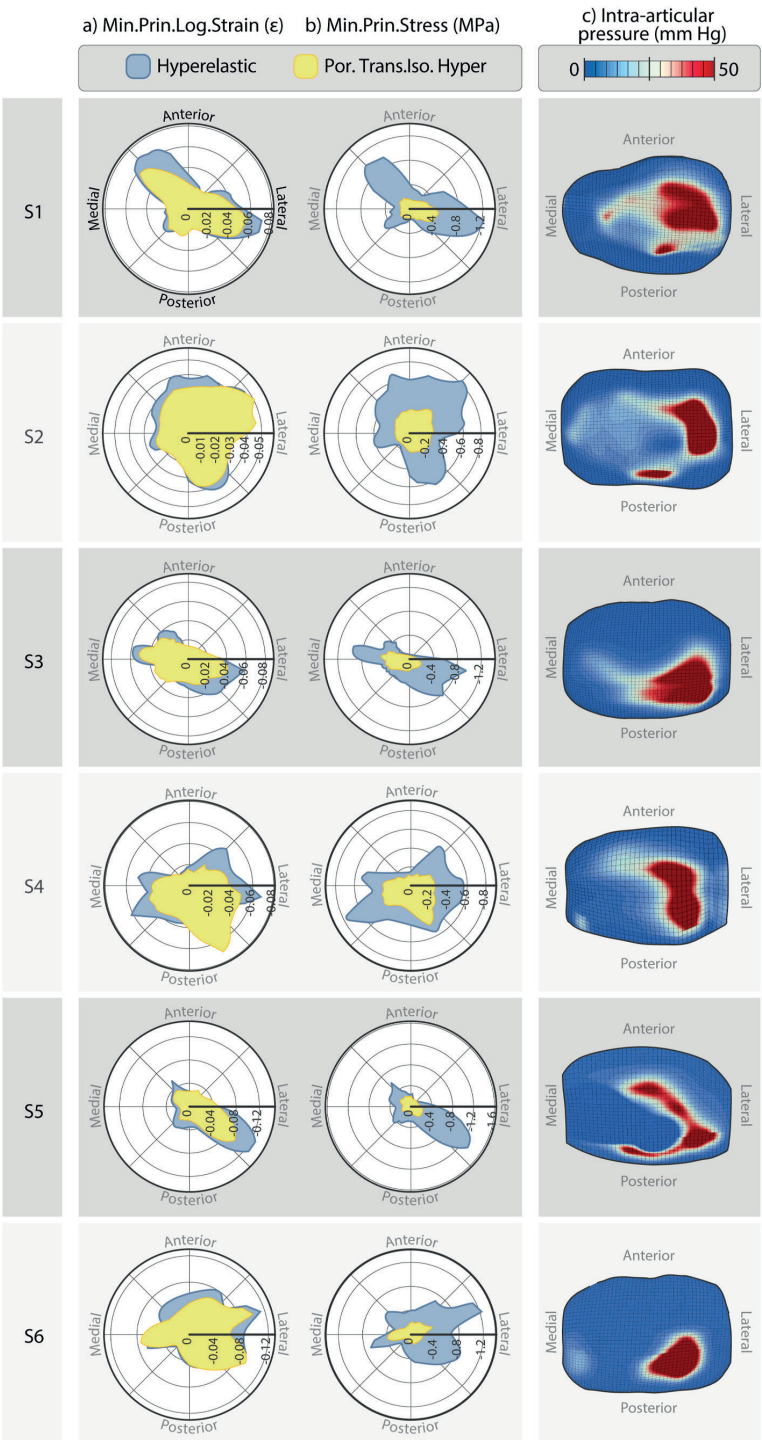 a) Min.Prin.Log.Strain (ε) b) Min.Prin.Stress (MPa) c) Intra-articular
pressure (mm Hg)
Hyperelastic Por. Trans.Iso. Hyper 0 50
S1
Anterior
Medial
Lateral
Posterior
0 -0.02 -0.04 -0.06 -0.08
Anterior
Medial
Lateral
Posterior
0 -0.4 -0.8 -1.2
Anterior
Lateral
Posterior
S2
Anterior
Medial
Lateral
Posterior
0 -0.01 -0.02 -0.03 -0.04 -0.05
Anterior
Medial
Lateral
Posterior
0 -0.2 -0.4 -0.6 -0.8
Anterior
Medial
Lateral
Posterior
S3
Anterior
Medial
Lateral
Posterior
0 -0.02 -0.04 -0.06 -0.08
Anterior
Medial
Lateral
Posterior
0 -0.4 -0.8 -1.2
Anterior
Medial
Lateral
Posterior
S4
Anterior
Medial
Lateral
Posterior
0 -0.02 -0.04 -0.06 -0.08
Anterior
Medial
Lateral
Posterior
0 -0.2 -0.4 -0.6 -0.8
Anterior
Medial
Lateral
Posterior
S5
Anterior
Medial
Lateral
Posterior
0 -0.04 -0.08 -0.12
Anterior
Medial
Lateral
Posterior
0 -0.4 -0.8 -1.2 -1.6
Anterior
Medial
Lateral
Posterior
S6
Anterior
Medial
Lateral
Posterior
0 -0.04 -0.08 -0.12
Anterior
Medial
Lateral
Posterior
0 -0.4 -0.8 -1.2
Anterior
Medial
Lateral
Posterior